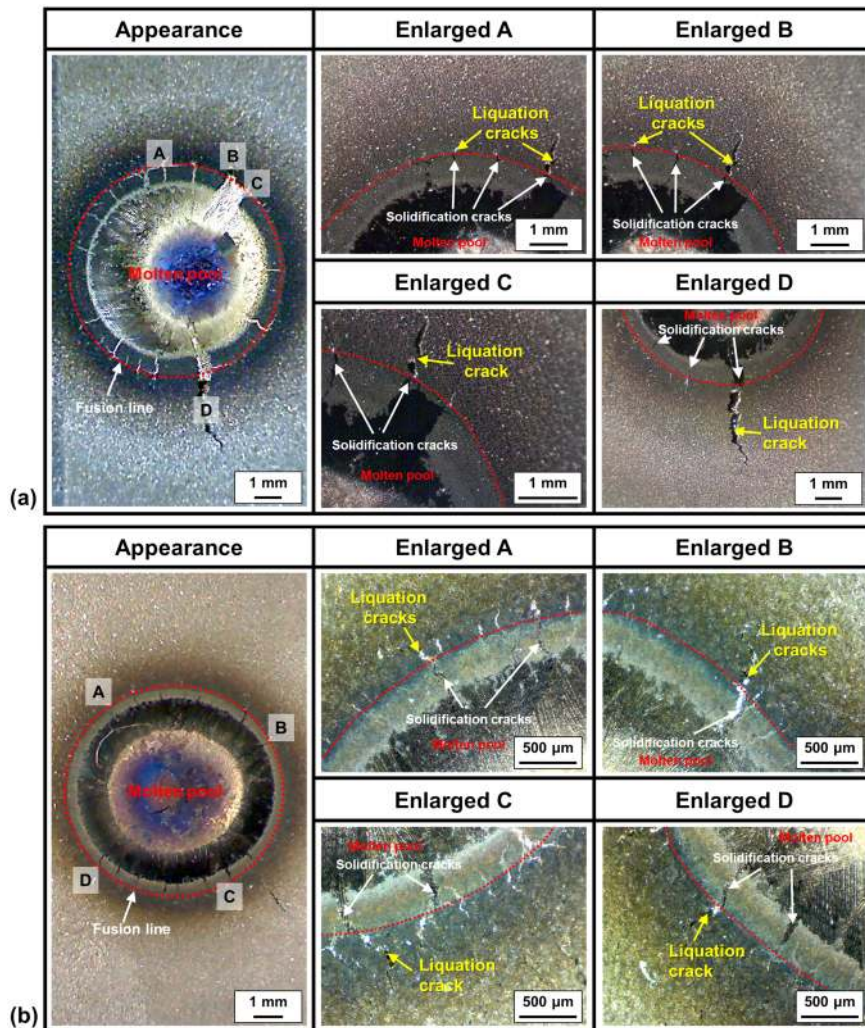 Appearance
Enlarged A
Enlarged B
A
B
C
Molten pool
Fusion line
D
1 mm
Liquation
cracks
Solidification cracks
Molten pool
1 mm
Liquation
cracks
Solidification cracks
Molten pool
1 mm
Enlarged C
Enlarged D
Liquation
crack
Solidification cracks
Molten pool
1 mm
Molten pool
Solidification cracks
Liquation
crack
1 mm
(a)
Appearance
Enlarged A
Enlarged B
A
B
Molten pool
D
C
Fusion line
1 mm
Liquation
cracks
Solidification cracks
Molten pool
500 µm
Liquation
cracks
Solidification cracks
Molten pool
500 µm
Enlarged C
Enlarged D
Molten pool
Solidification cracks
Liquation
crack
500 µm
Molten pool
Solidification cracks
Liquation
crack
500 µm
(b)